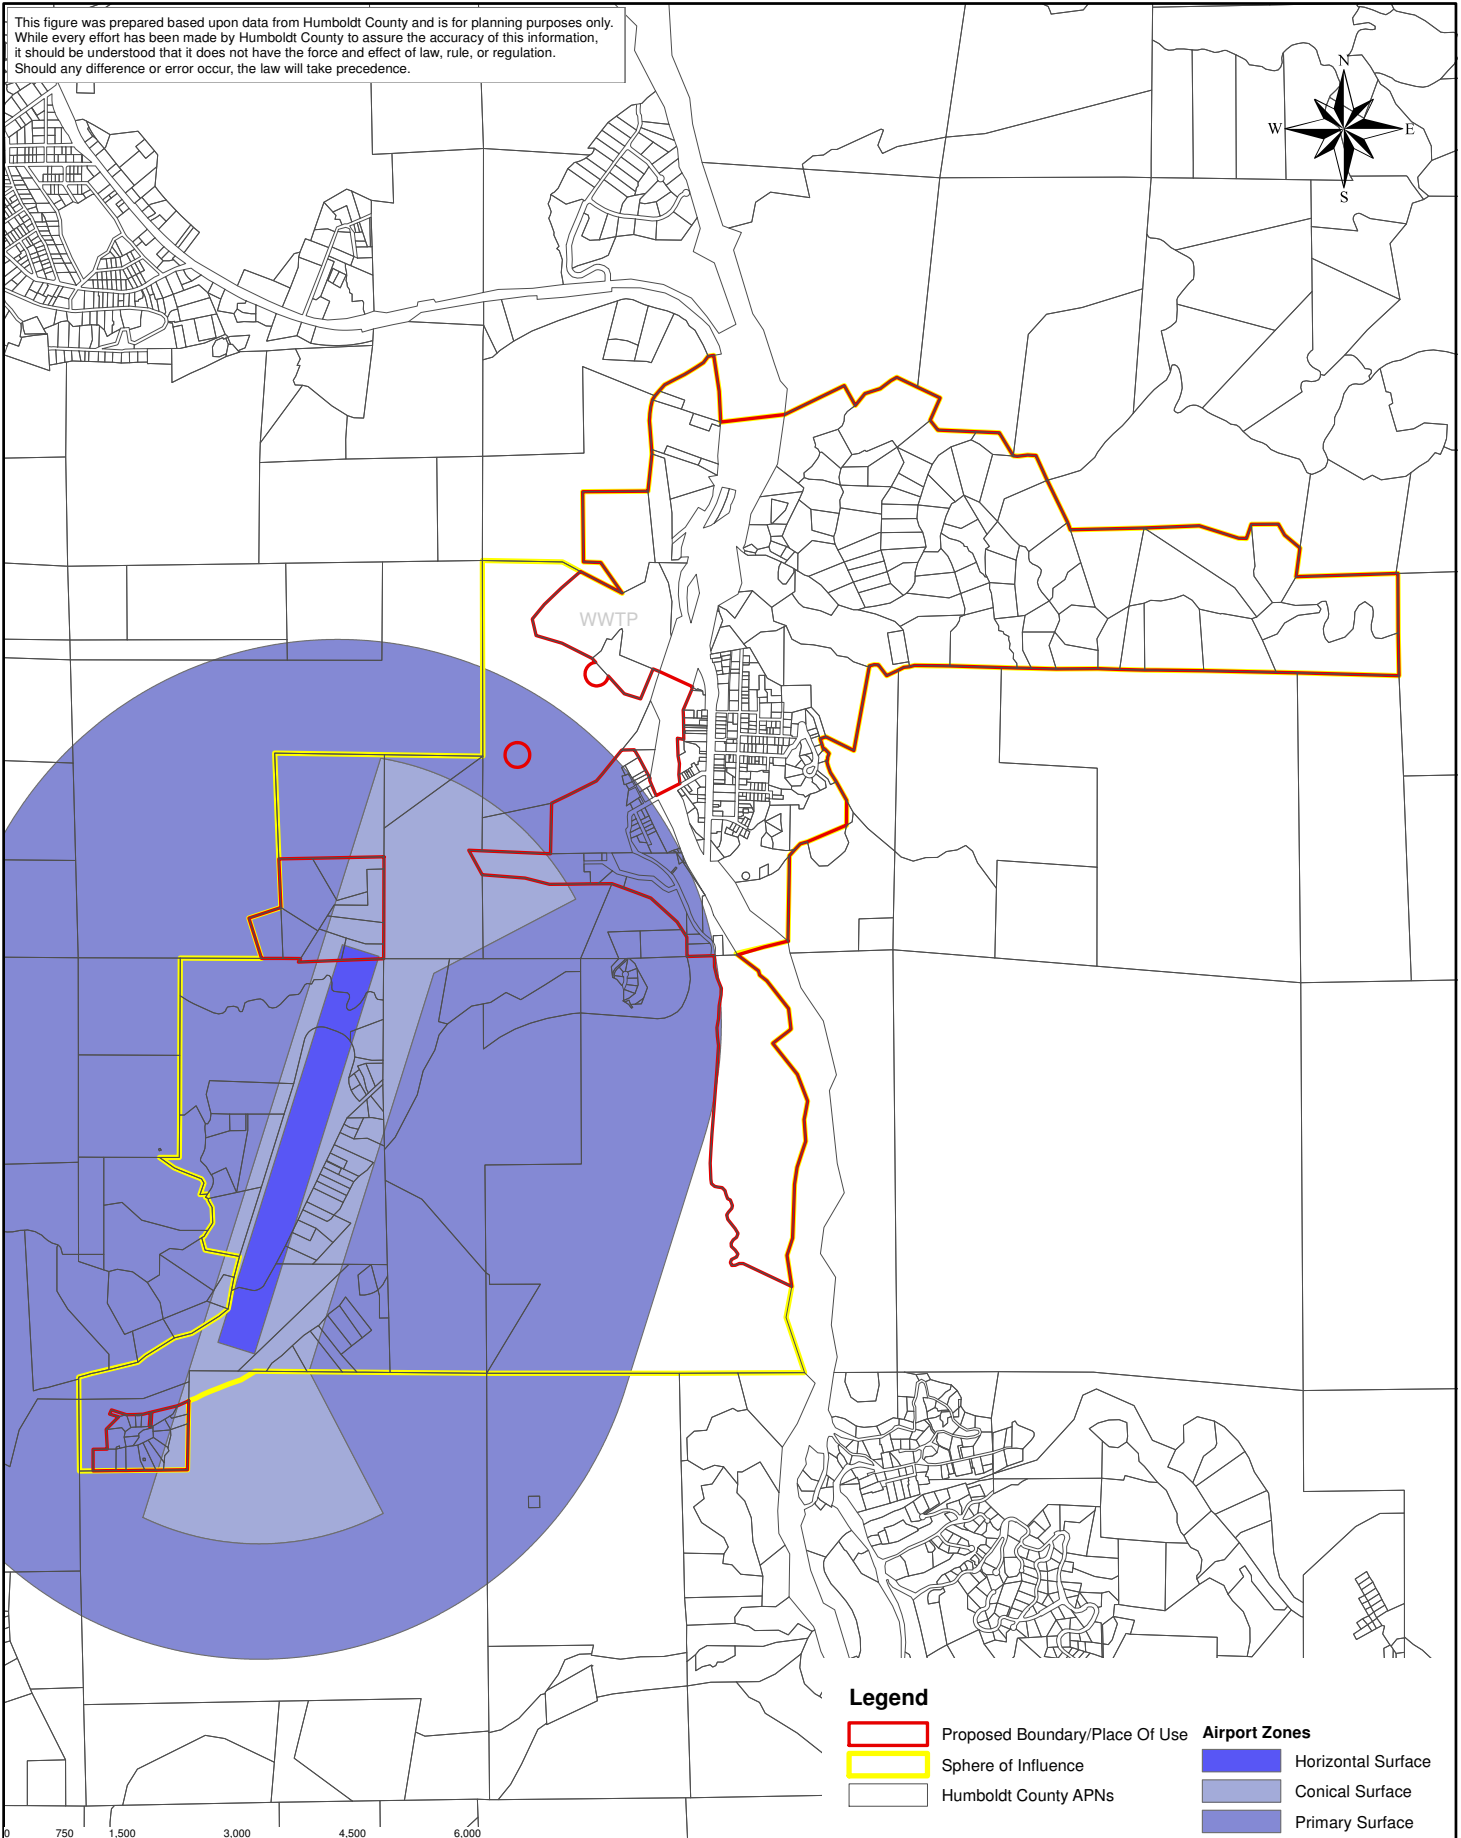 This figure was prepared based upon data from Humboldt County and is for planning purposes only.
While every effort has been made by Humboldt County to assure the accuracy of this information,
it should be understood that it does not have the force and effect of law, rule, or regulation.
Should any difference or error occur, the law will take precedence.
N
W
E
S
WWTP
Legend
Proposed Boundary/Place Of Use
Sphere of Influence
Humboldt County APNs
Airport Zones
Horizontal Surface
Conical Surface
Primary Surface
0 750 1,500 3,000 4,500 6,000